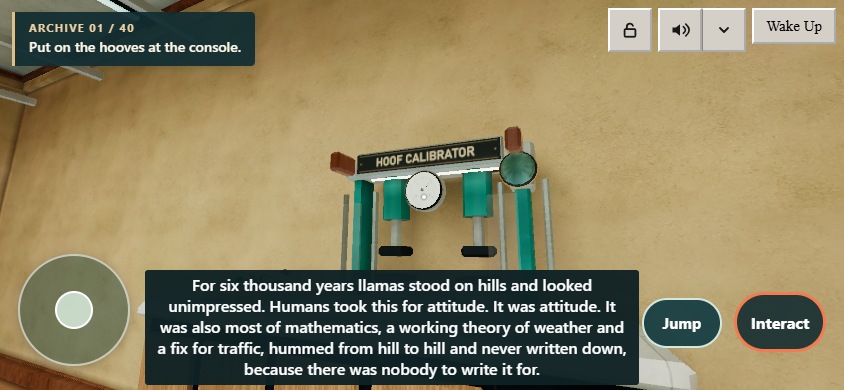 ARCHIVE 01 / 40
Put on the hooves at the console.
Wake Up
HOOF CALIBRATOR
For six thousand years llamas stood on hills and looked
unimpressed. Humans took this for attitude. It was attitude. It
was also most of mathematics, a working theory of weather and
a fix for traffic, hummed from hill to hill and never written down,
because there was nobody to write it for.
Jump
Interact